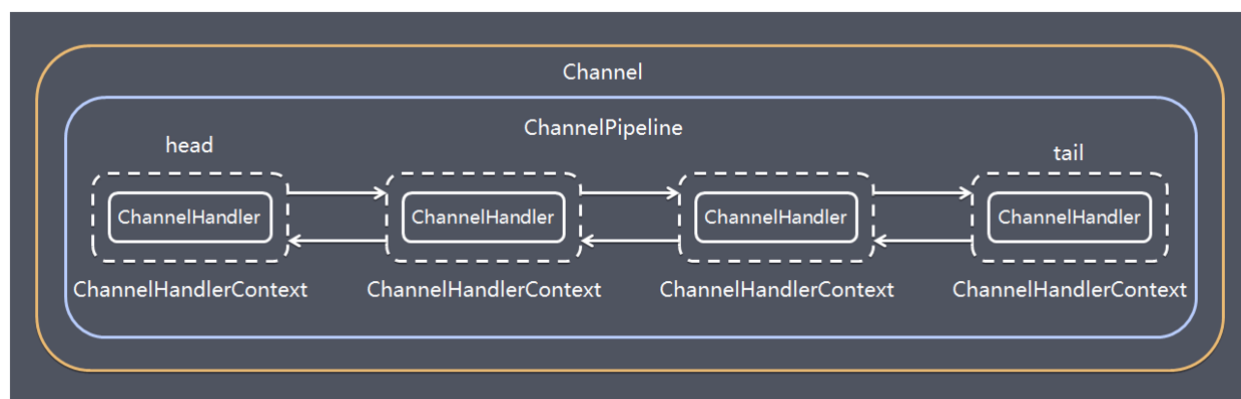 Channel
ChannelPipeline
head
tail
ChannelHandler
ChannelHandler
ChannelHandler
ChannelHandler
ChannelHandlerContext
ChannelHandlerContext
ChannelHandlerContext
ChannelHandlerContext